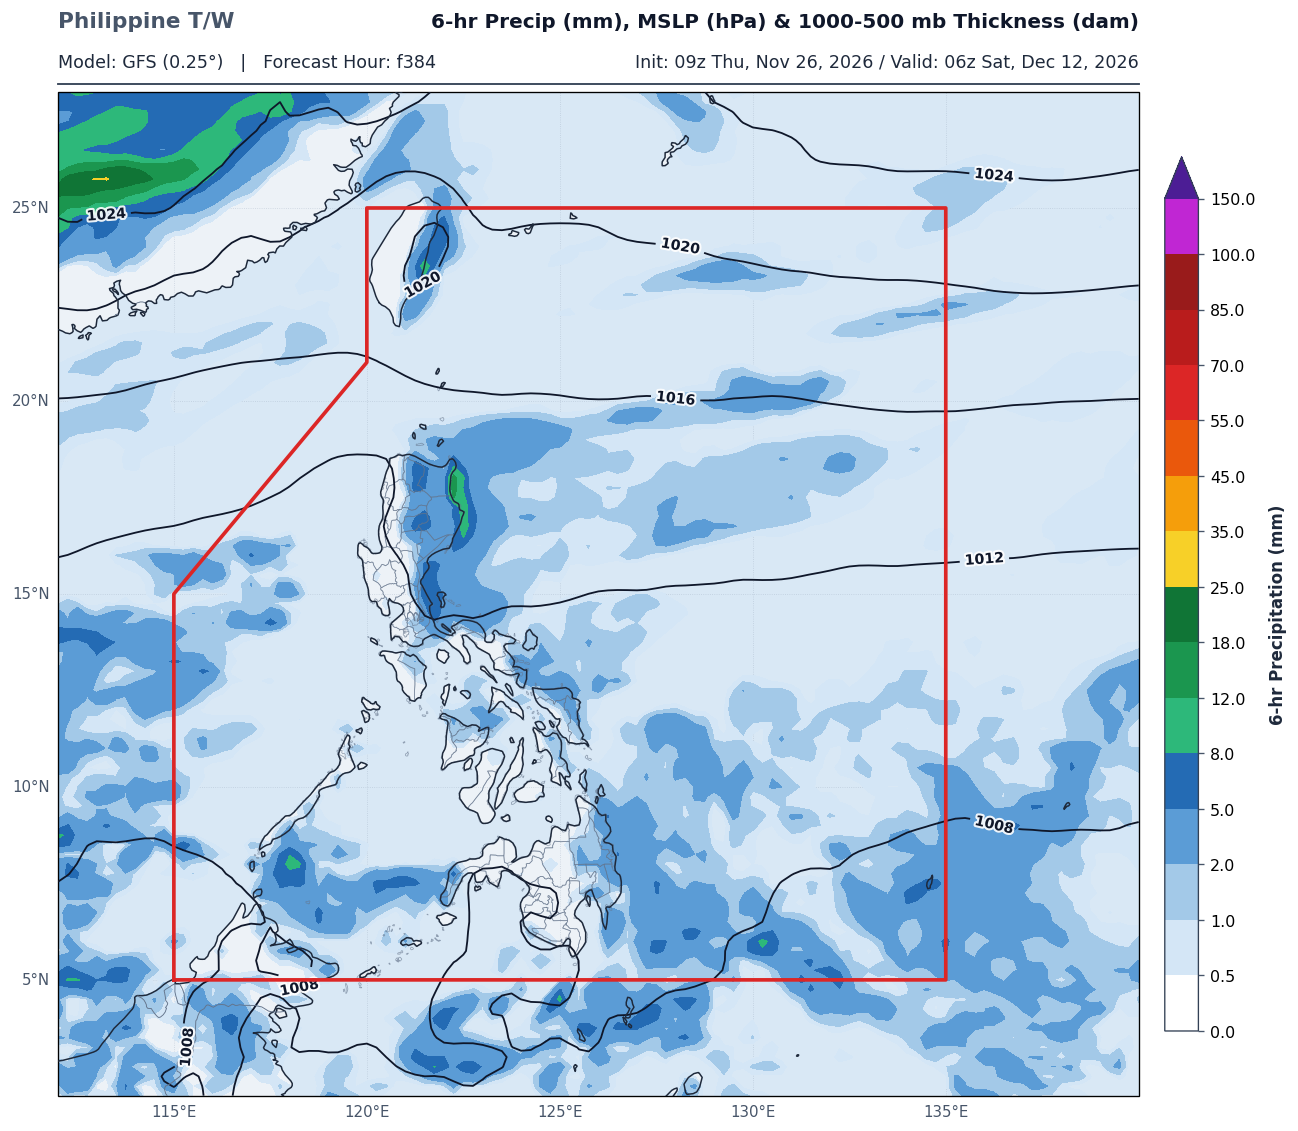 Philippine T/W
6-hr Precip (mm), MSLP (hPa) & 1000-500 mb Thickness (dam)
Model: GFS (0.25°) | Forecast Hour: f384
Init: 09z Thu, Nov 26, 2026 / Valid: 06z Sat, Dec 12, 2026
25°N
20°N
15°N
10°N
5°N
115°E
120°E
125°E
130°E
135°E
1024
1024
1020
1020
1016
1012
1008
1008
1008
150.0
100.0
85.0
70.0
55.0
45.0
35.0
25.0
18.0
12.0
8.0
5.0
2.0
1.0
0.5
0.0
6-hr Precipitation (mm)